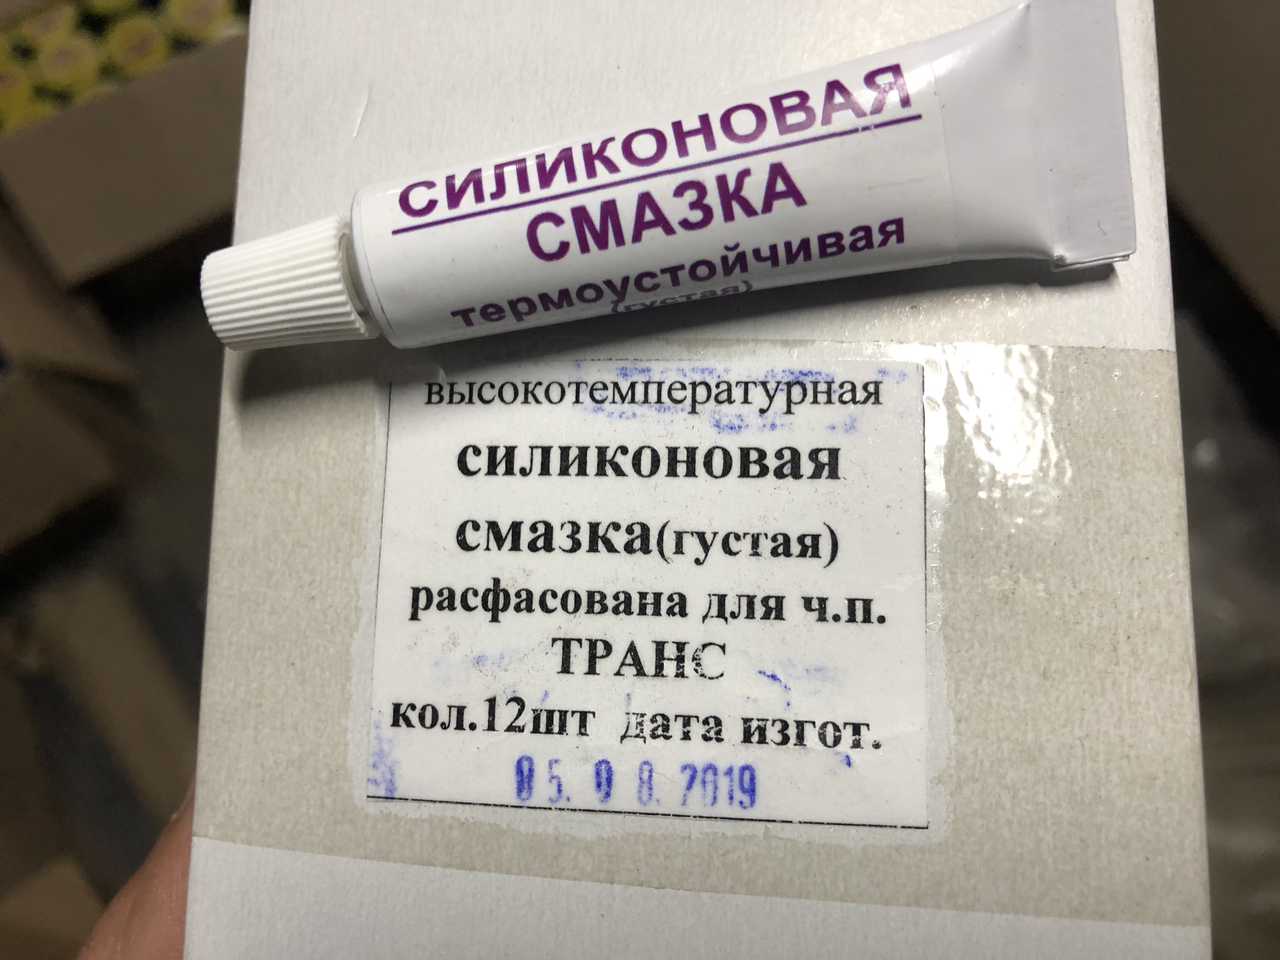 СИЛИКОНОВАЯ
СМАЗКА
термоустойчивая
(густая)
высокотемпературная
силиконовая
смазка(густая)
расфасована для ч.п.
ТРАНС
кол.12шт дата изгот.
05. 08. 2019